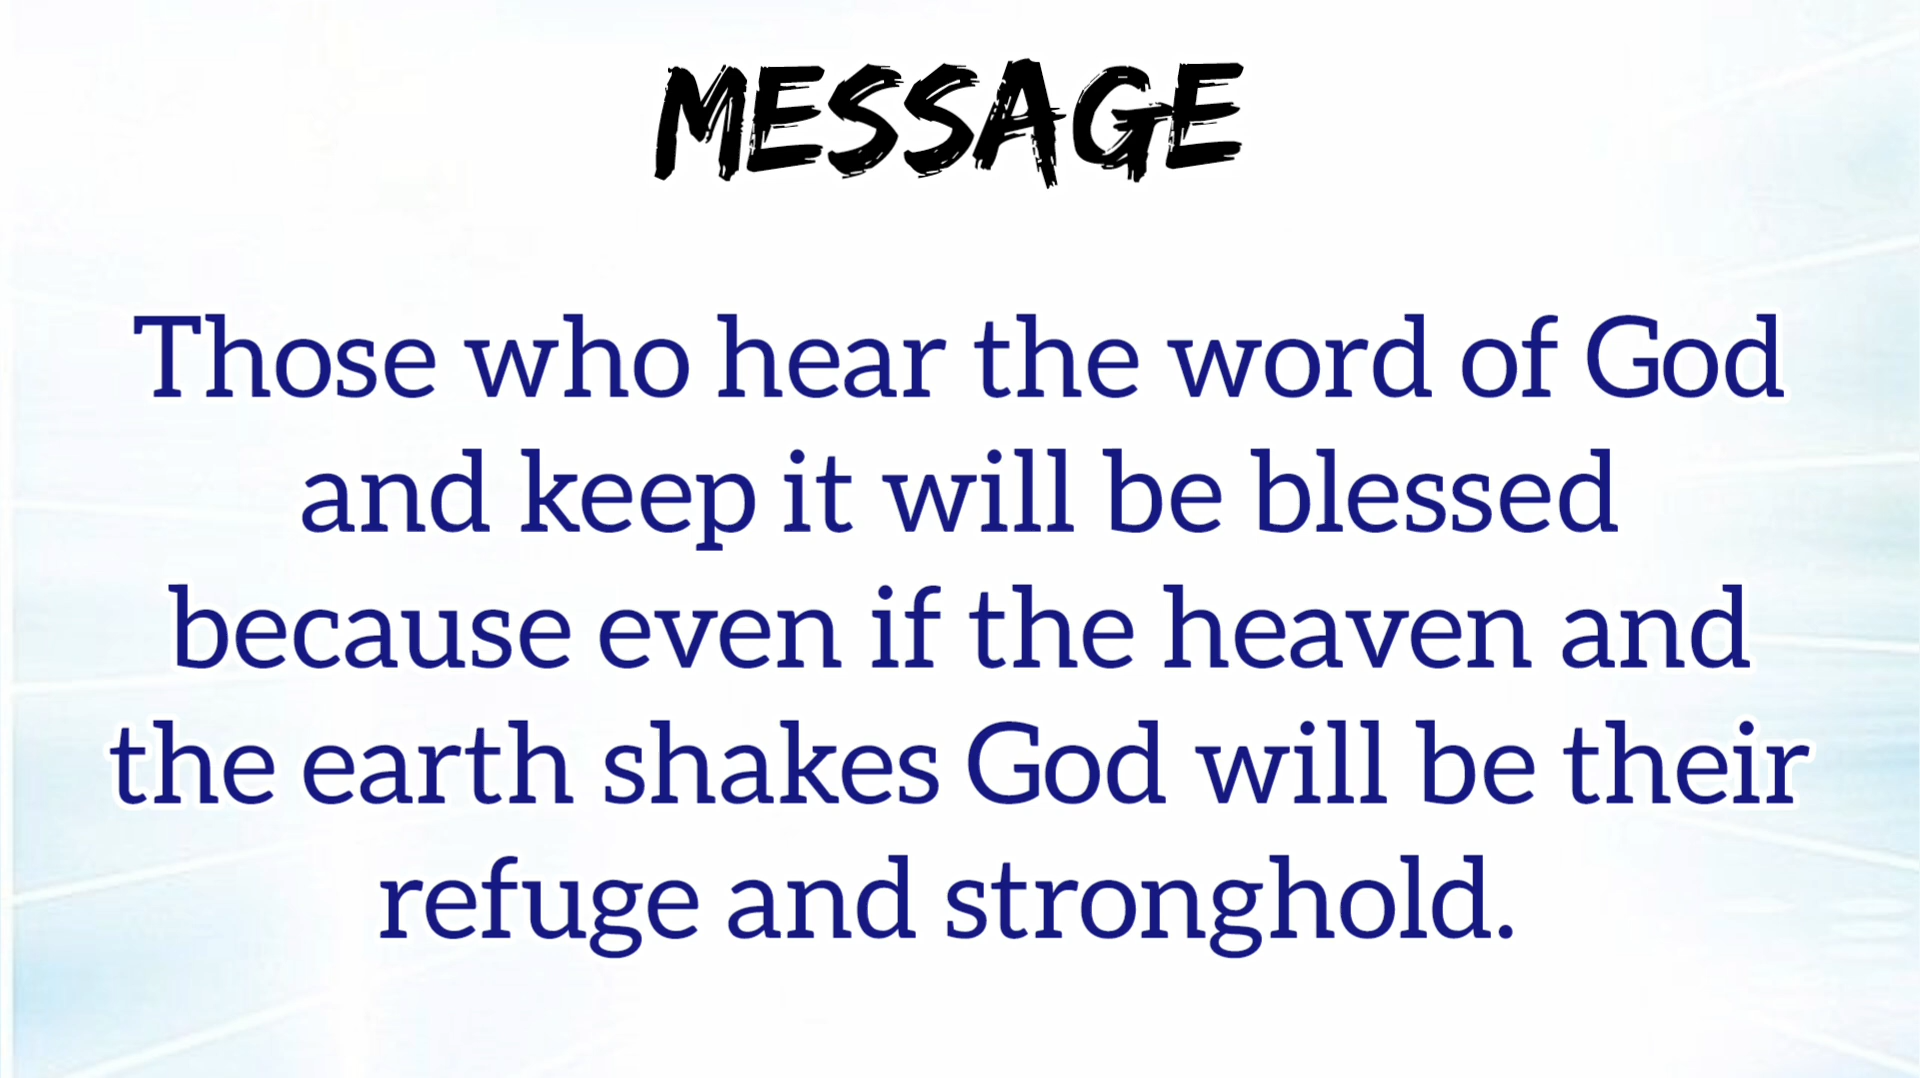 MESSAGE
Those who hear the word of God
and keep it will be blessed
because even if the heaven and
the earth shakes God will be their
refuge and stronghold.